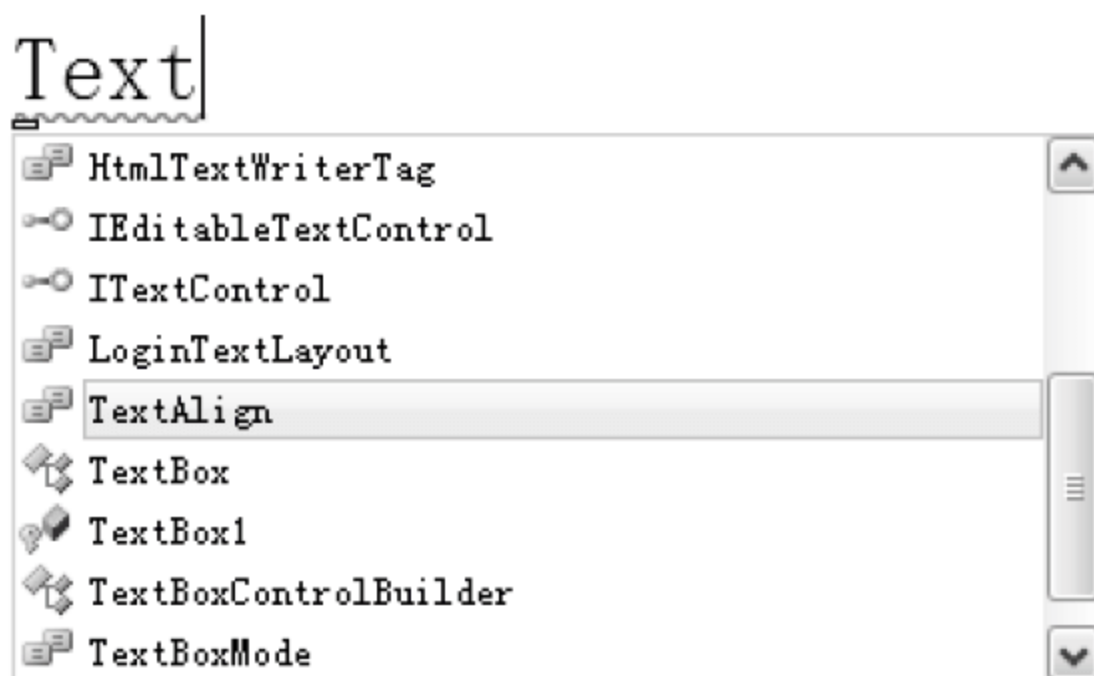 Text
HtmlTextWriterTag
IEditableTextControl
ITextControl
LoginTextLayout
TextAlign
TextBox
TextBox1
TextBoxControlBuilder
TextBoxMode